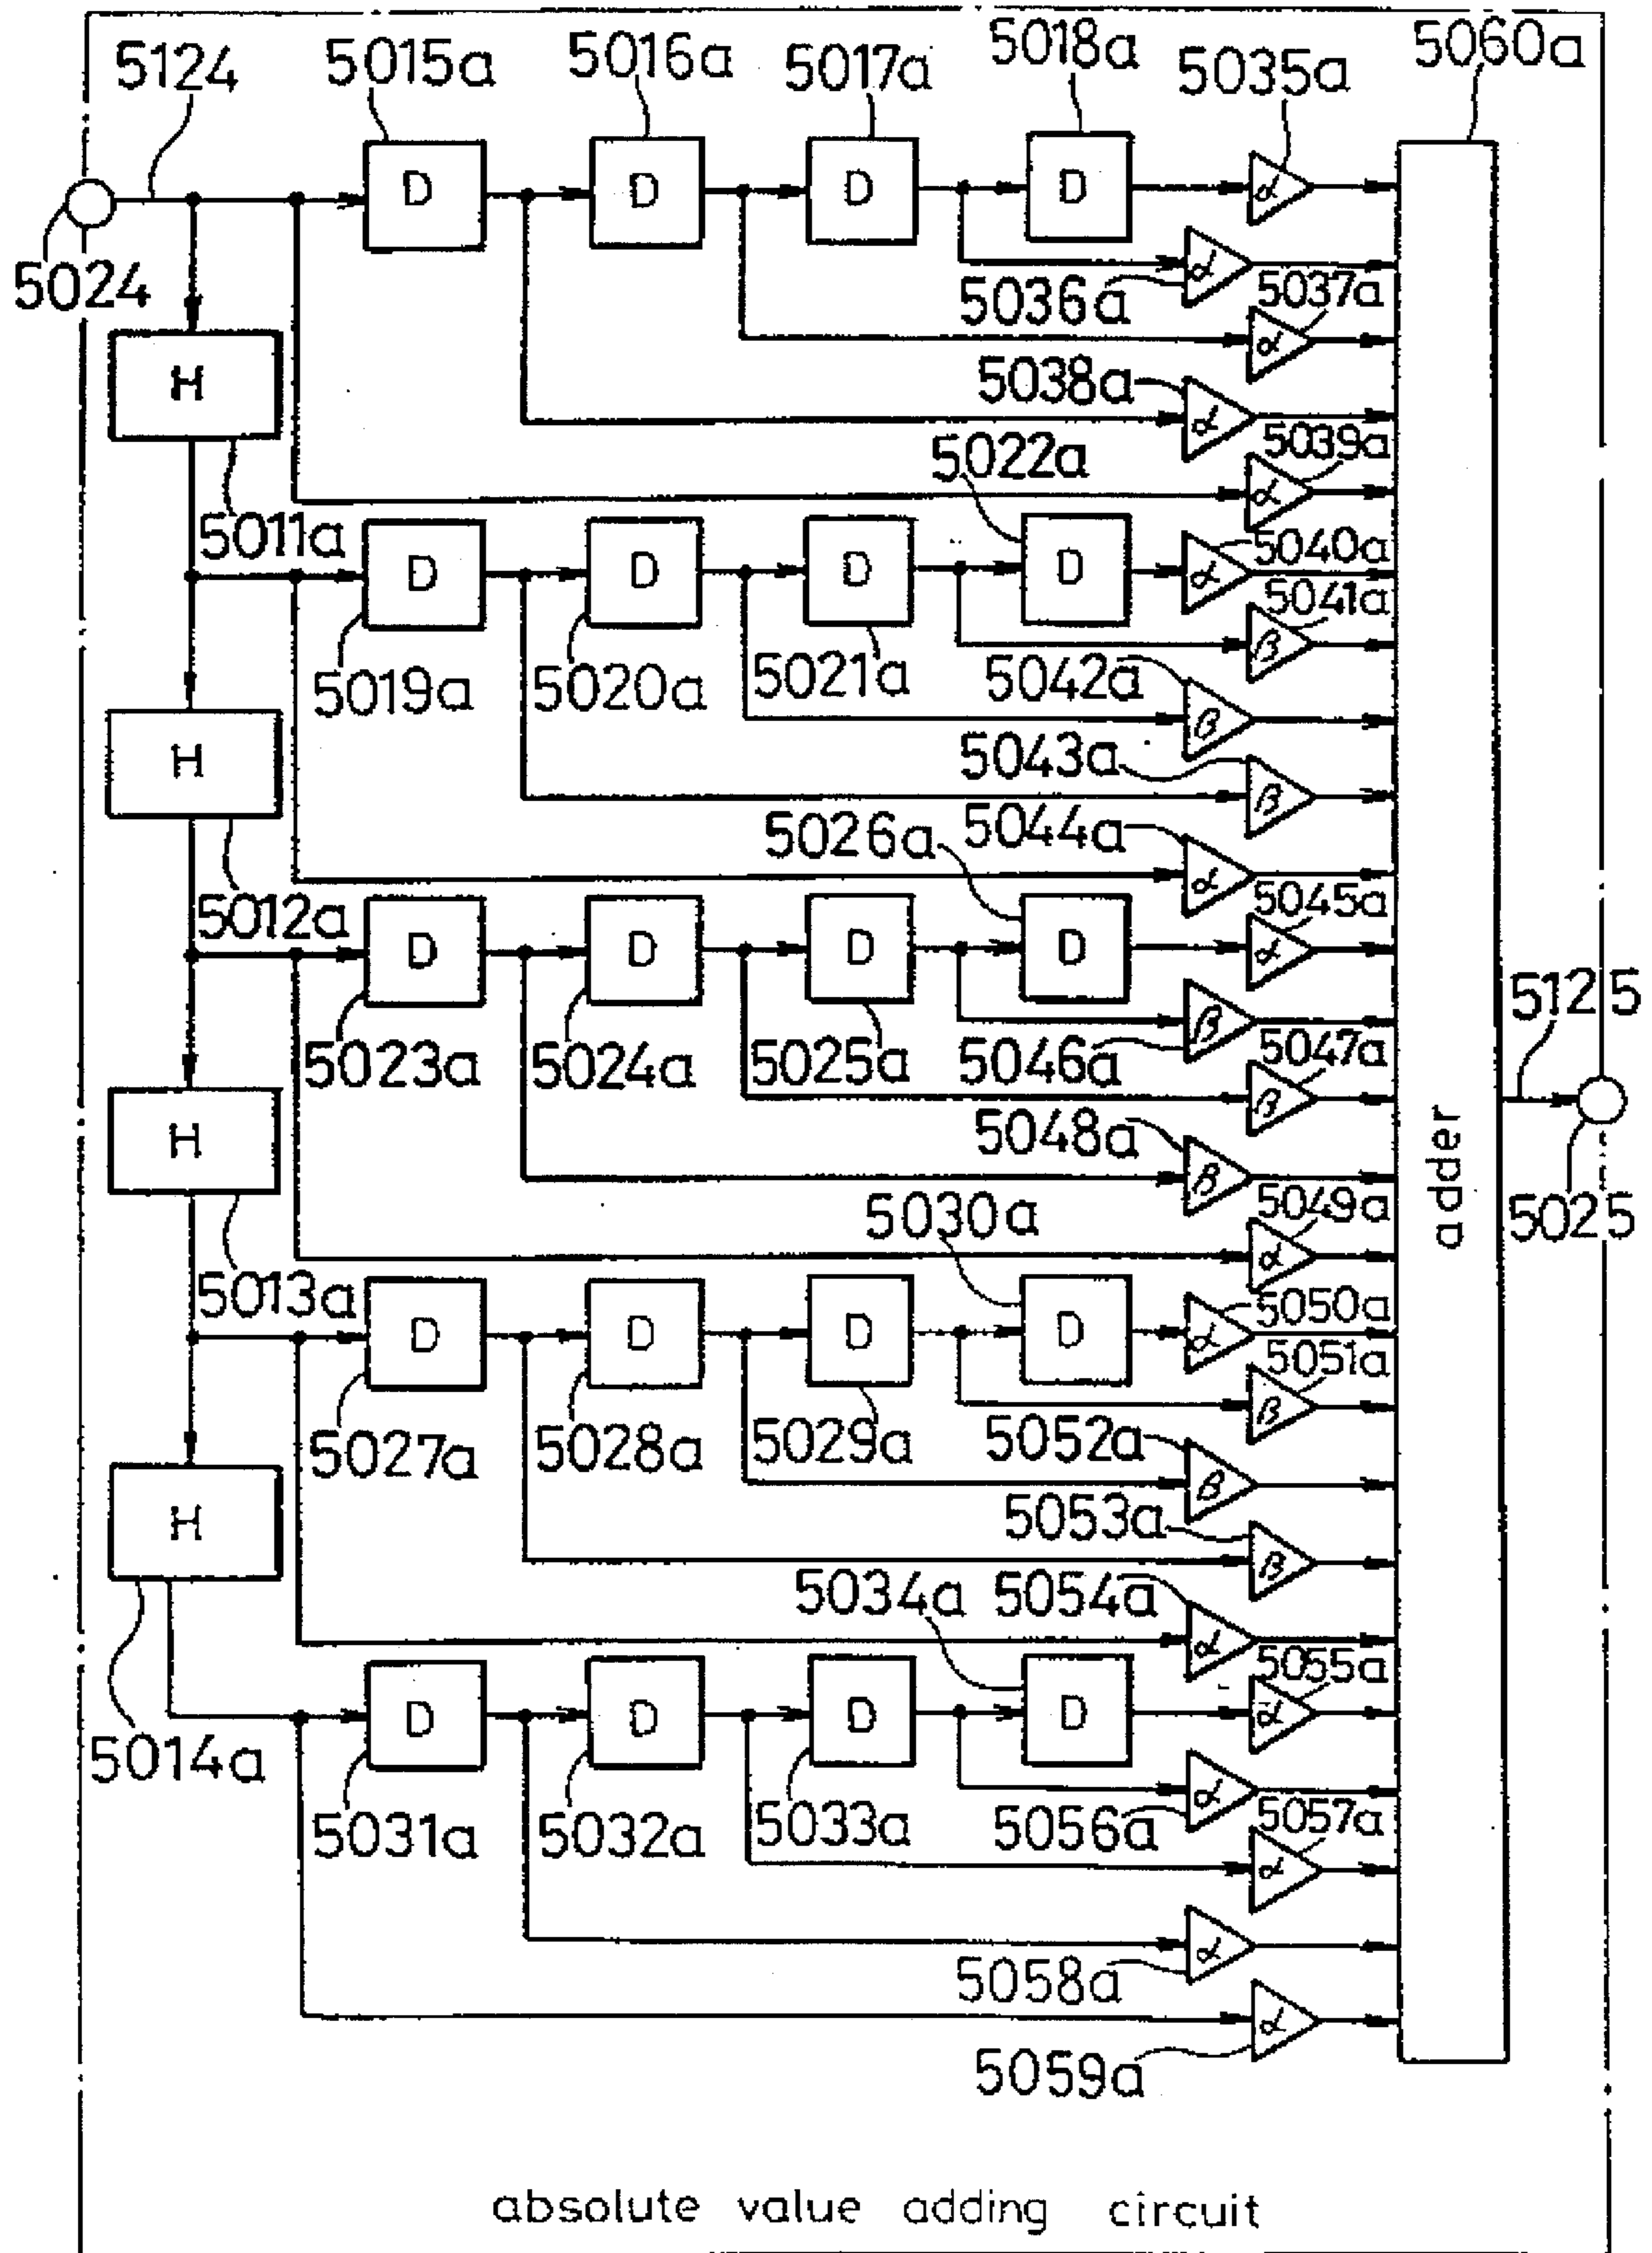 5124 5015a 5016a 5017a 5018a 5035a 5060a
D D D D α
5024
α
5036a 5037a
α
H 5038a
α
5039a
5022a
α
5011a 5040a
D D D D α
5041a
β
5019a 5020a 5021a 5042a
β
H 5043a
β
5026a 5044a
α
5012a 5045a
D D D D α
5125
β
5023a 5024a 5025a 5046a 5047a
β
H adder
5048a
β
5025
5030a 5049a
α
5013a 5050a
D D D D α
5051a
β
5027a 5028a 5029a 5052a
β
H 5053a
β
5034a 5054a
α
5055a
D D D D α
5014a
α
5031a 5032a 5033a 5056a 5057a
α
α
5058a
α
5059a
absolute value adding circuit